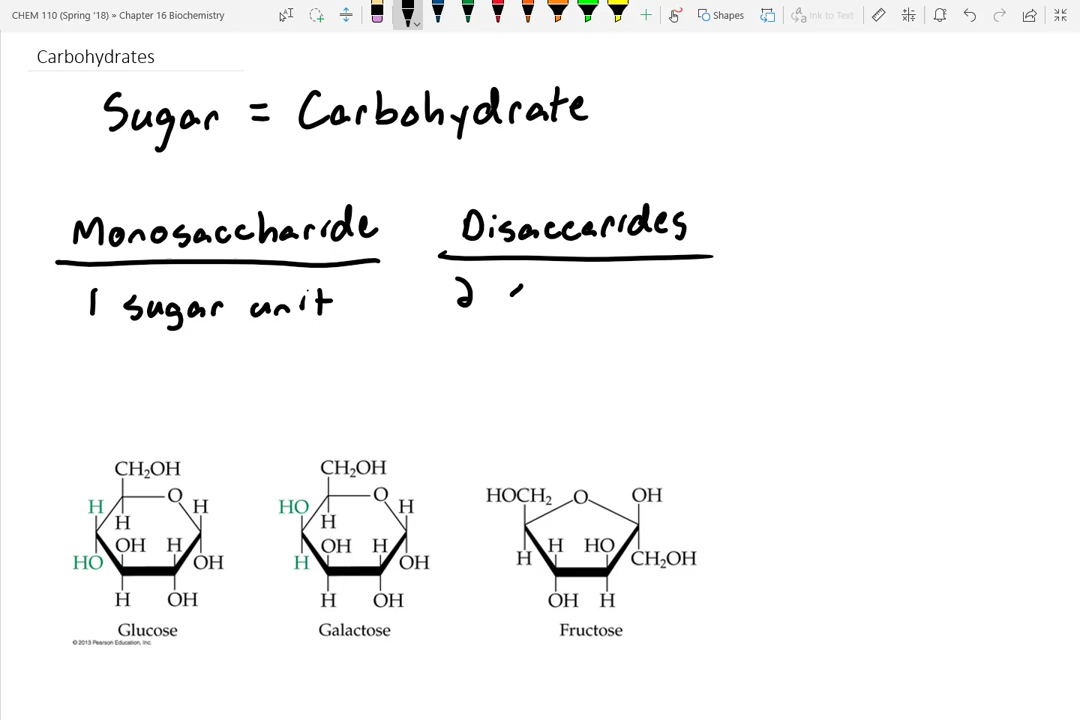 CHEM 110 (Spring '18) » Chapter 16 Biochemistry
Shapes
Ink to Text
Carbohydrates
Sugar = Carbohydrate
Monosaccharide Disaccarides
1 sugar unit 2
CH₂OH
O
H H
H
OH H
HO OH
H OH
Glucose
©2013 Pearson Education, Inc.
CH₂OH
O
HO H
H
OH H
H OH
H OH
Galactose
HOCH₂ O OH
H HO
H CH₂OH
OH H
Fructose